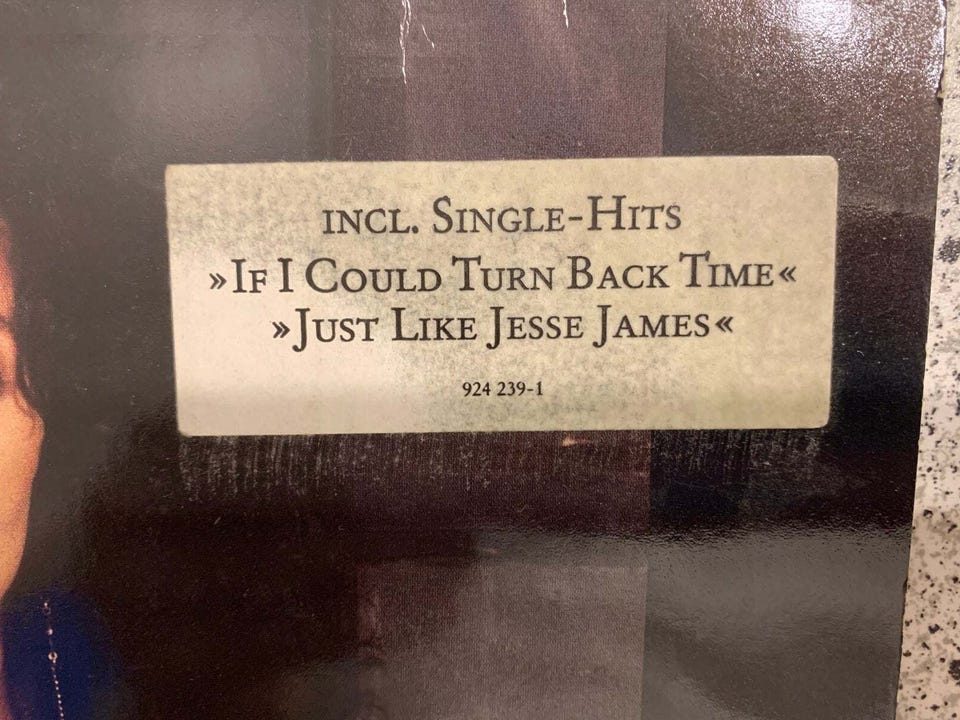 INCL. SINGLE-HITS
»IF I COULD TURN BACK TIME«
»JUST LIKE JESSE JAMES«
924 239-1